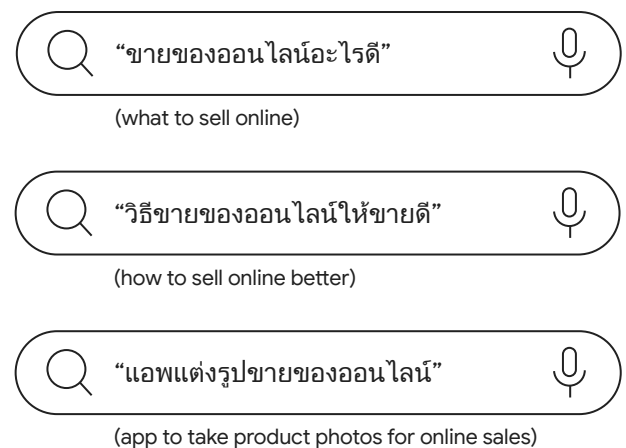 “ขายของออนไลน์อะไรดี”
(what to sell online)
“วิธีขายของออนไลน์ให้ขายดี”
(how to sell online better)
“แอพแต่งรูปขายของออนไลน์”
(app to take product photos for online sales)